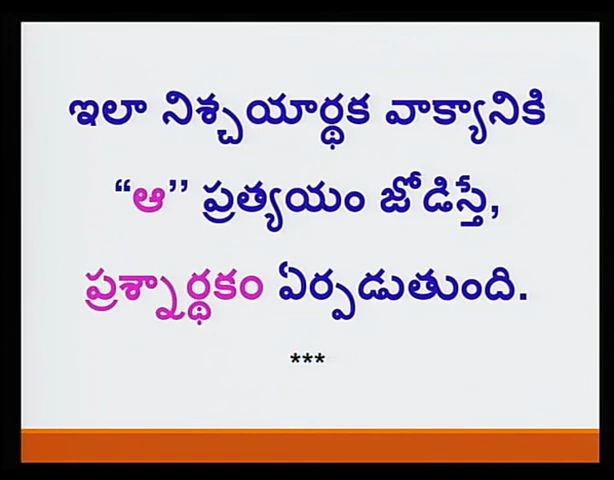 ఇలా నిశ్చయార్థక వాక్యానికి
“ఆ’’ ప్రత్యయం జోడిస్తే,
ప్రశ్నార్థకం ఏర్పడుతుంది.
***